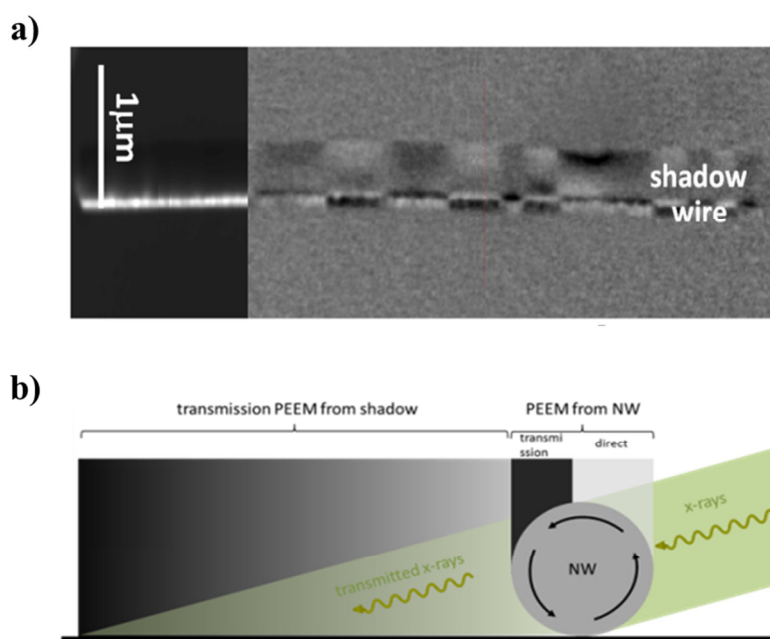 a)
1μm
shadow
wire
b)
transmission PEEM from shadow
PEEM from NW
transmi
ssion
direct
x-rays
transmitted x-rays
NW